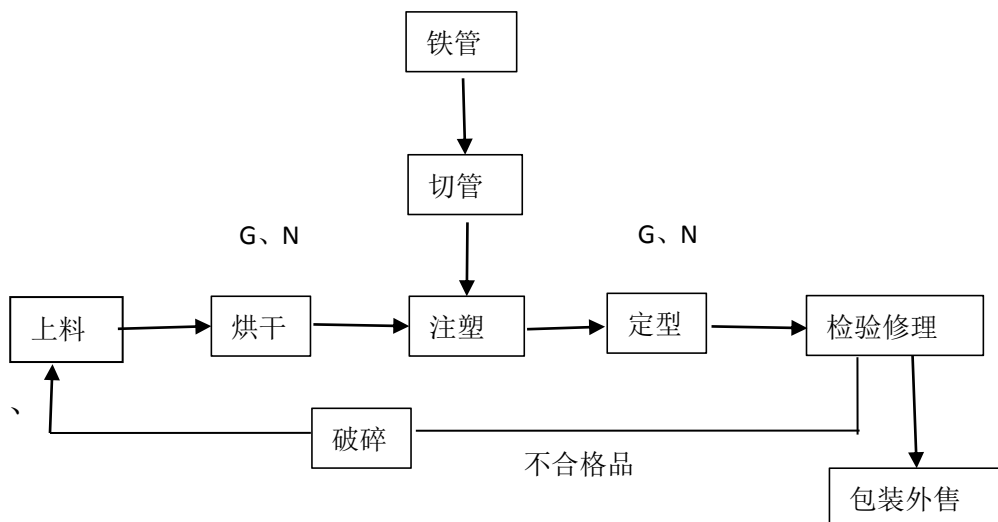 铁管
切管
G、N
G、N
上料
烘干
注塑
定型
检验修理
、
破碎
不合格品
包装外售